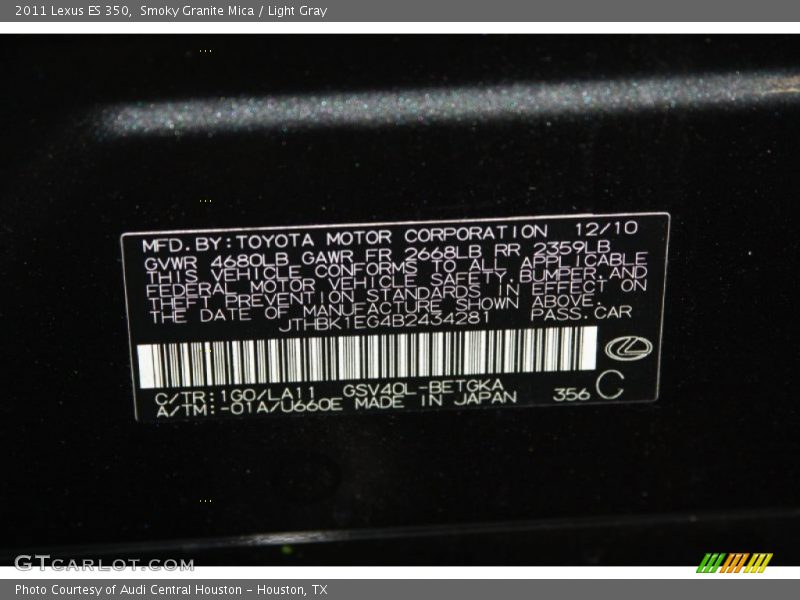 2011 Lexus ES 350,  Smoky Granite Mica / Light Gray
MFD. BY: TOYOTA MOTOR CORPORATION 12/10
GVWR 4680LB GAWR FR 2668LB RR 2359LB
THIS VEHICLE CONFORMS TO ALL APPLICABLE
FEDERAL MOTOR VEHICLE SAFETY, BUMPER, AND
THEFT PREVENTION STANDARDS IN EFFECT ON
THE DATE OF MANUFACTURE SHOWN ABOVE.
JTHBK1EG4B2434281 PASS. CAR
C/TR: 1G0/LA11 GSV40L-BETGKA
A/TM: -01A/U660E MADE IN JAPAN 356 C
GTCARLOT.COM
Photo Courtesy of Audi Central Houston - Houston, TX